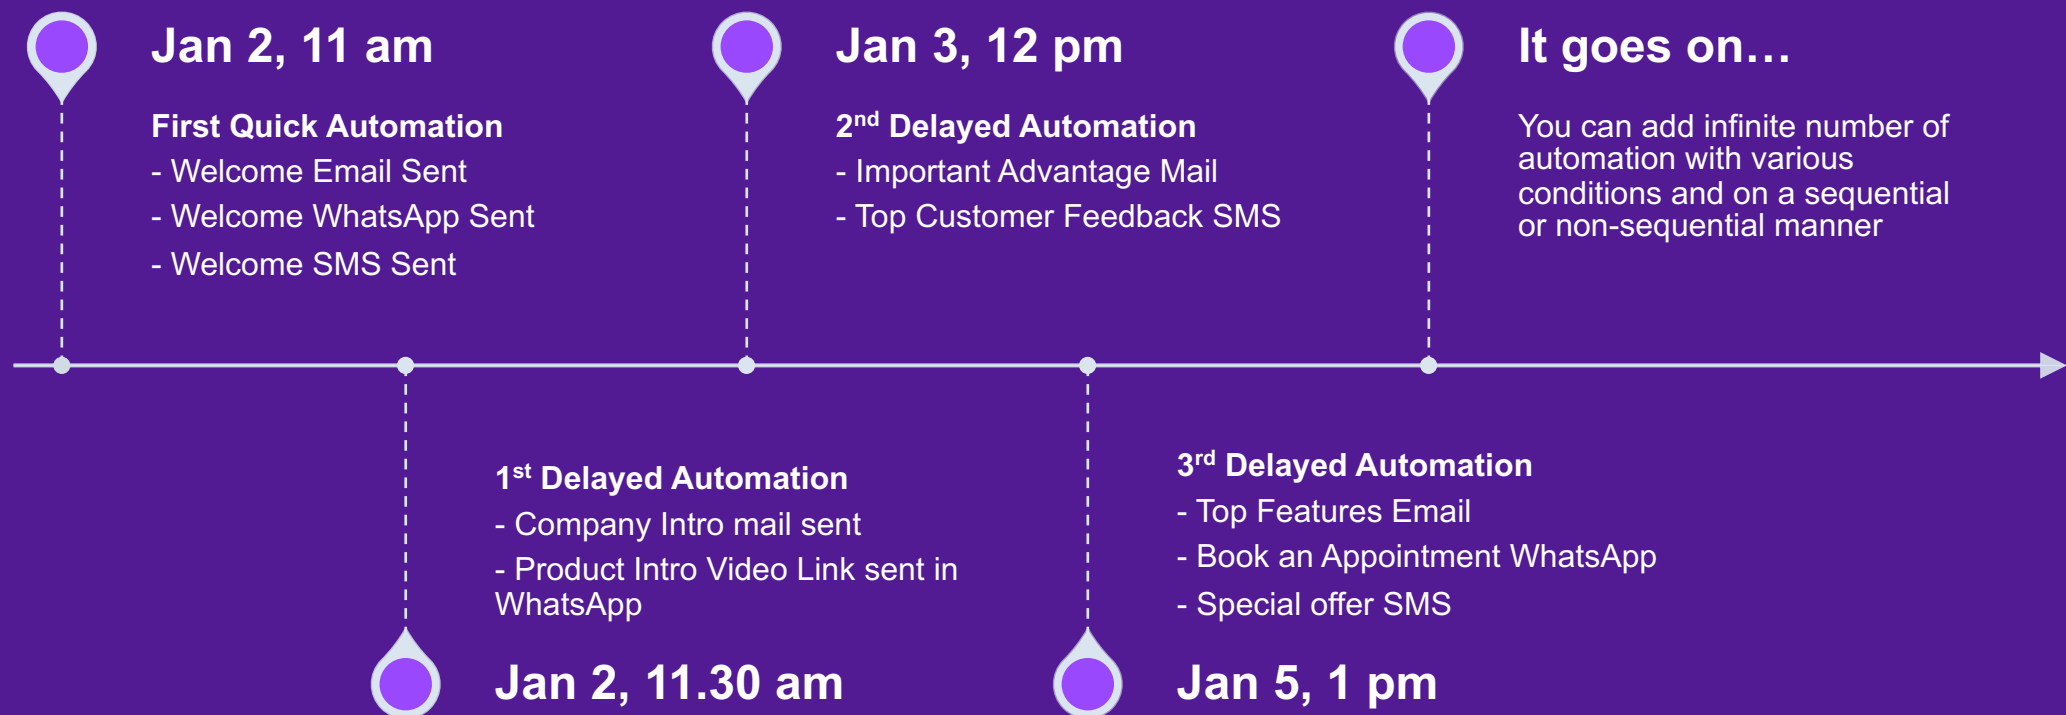 Jan 2, 11 am
First Quick Automation
- Welcome Email Sent
- Welcome WhatsApp Sent
- Welcome SMS Sent
1st Delayed Automation
- Company Intro mail sent
- Product Intro Video Link sent in
WhatsApp
Jan 2, 11.30 am
Jan 3, 12 pm
2nd Delayed Automation
- Important Advantage Mail
- Top Customer Feedback SMS
3rd Delayed Automation
- Top Features Email
- Book an Appointment WhatsApp
- Special offer SMS
Jan 5, 1 pm
It goes on…
You can add infinite number of
automation with various
conditions and on a sequential
or non-sequential manner